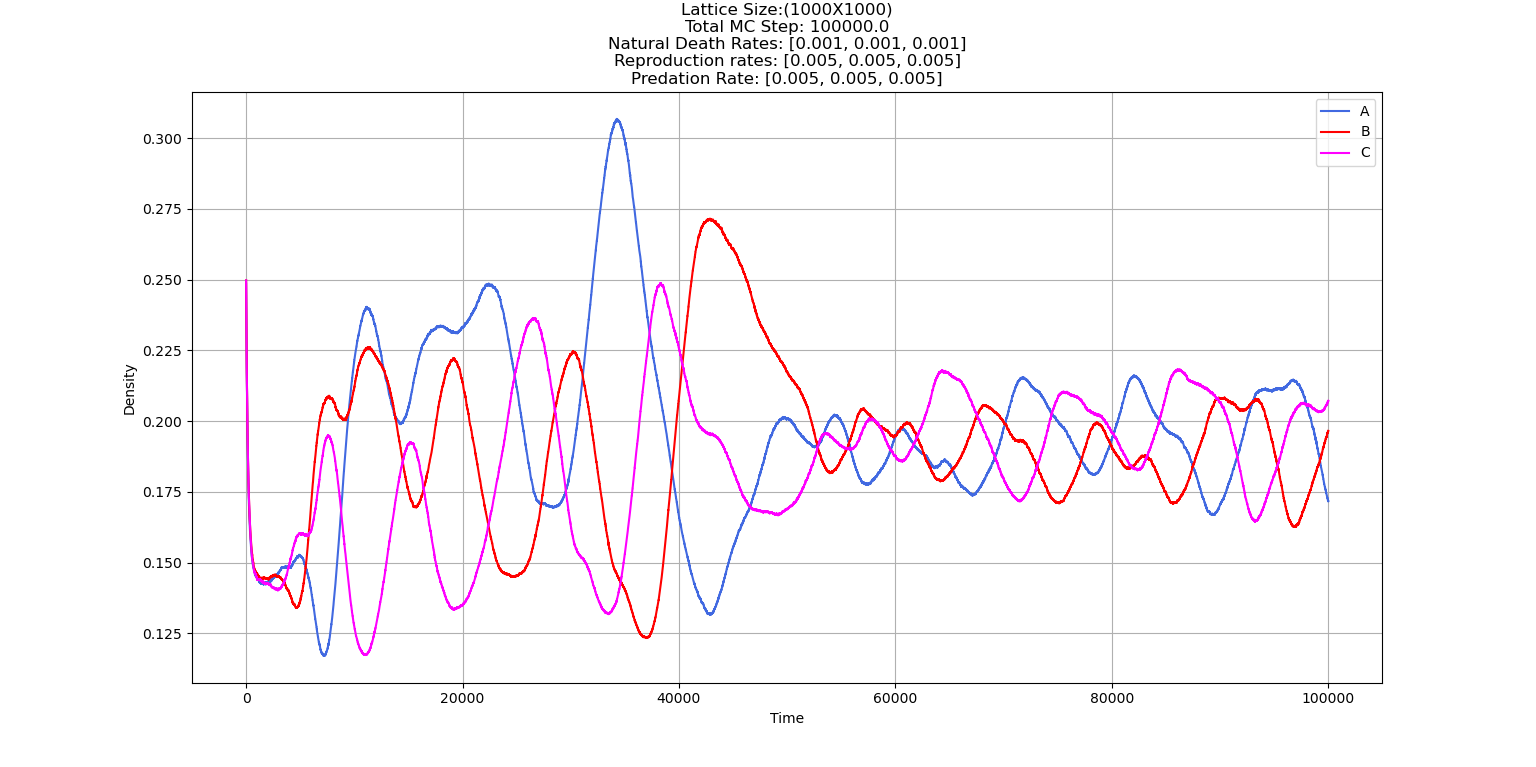 Lattice Size:(1000X1000)
Total MC Step: 100000.0
Natural Death Rates: [0.001, 0.001, 0.001]
Reproduction rates: [0.005, 0.005, 0.005]
Predation Rate: [0.005, 0.005, 0.005]
A
B
C
0.300
0.275
0.250
0.225
0.200
0.175
0.150
0.125
Density
0
20000
40000
60000
80000
100000
Time